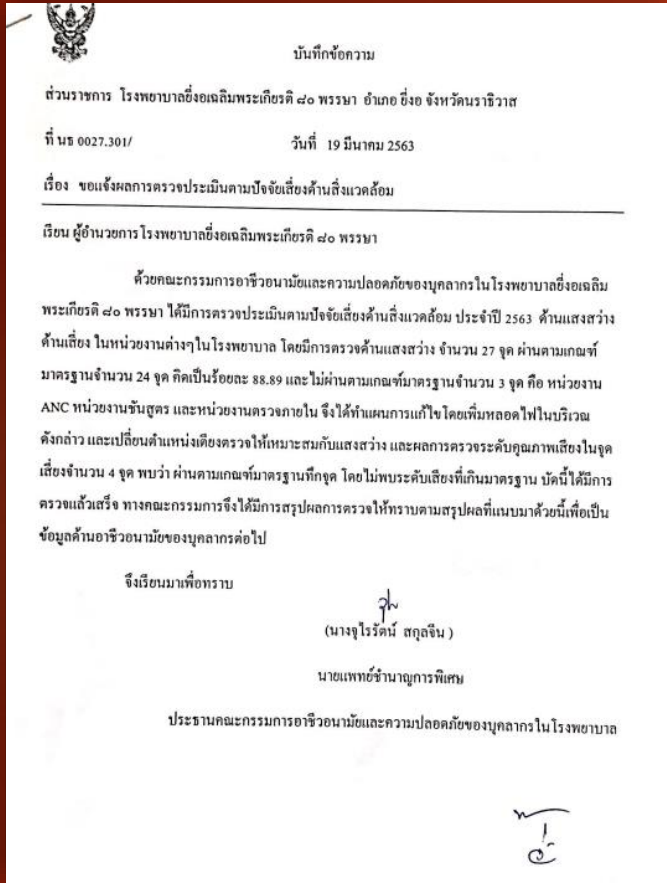 บันทึกข้อความ
ส่วนราชการ โรงพยาบาลยี่งอเฉลิมพระเกียรติ ๘๐ พรรษา อำเภอ ยี่งอ จังหวัดนราธิวาส
ที่ นธ 0027.301/ วันที่ 19 มีนาคม 2563
เรื่อง ขอแจ้งผลการตรวจประเมินตามปัจจัยเสี่ยงด้านสิ่งแวดล้อม
เรียน ผู้อำนวยการโรงพยาบาลยี่งอเฉลิมพระเกียรติ ๘๐ พรรษา
ด้วยคณะกรรมการอาชีวอนามัยและความปลอดภัยของบุคลากรในโรงพยาบาลยี่งอเฉลิม
พระเกียรติ ๘๐ พรรษา ได้มีการตรวจประเมินตามปัจจัยเสี่ยงด้านสิ่งแวดล้อม ประจำปี 2563 ด้านแสงสว่าง
ด้านเสียง ในหน่วยงานต่างๆในโรงพยาบาล โดยมีการตรวจด้านแสงสว่าง จำนวน 27 จุด ผ่านตามเกณฑ์
มาตรฐานจำนวน 24 จุด คิดเป็นร้อยละ 88.89 และไม่ผ่านตามเกณฑ์มาตรฐานจำนวน 3 จุด คือ หน่วยงาน
ANC หน่วยงานชันสูตร และหน่วยงานตรวจภายใน จึงได้ทำแผนการแก้ไขโดยเพิ่มหลอดไฟในบริเวณ
ดังกล่าว และเปลี่ยนตำแหน่งเตียงตรวจให้เหมาะสมกับแสงสว่าง และผลการตรวจระดับคุณภาพเสียงในจุด
เสี่ยงจำนวน 4 จุด พบว่า ผ่านตามเกณฑ์มาตรฐานทึกจุด โดยไม่พบระดับเสียงที่เกินมาตรฐาน บัดนี้ได้มีการ
ตรวจแล้วเสร็จ ทางคณะกรรมการจึงได้มีการสรุปผลการตรวจให้ทราบตามสรุปผลที่แนบมาด้วยนี้เพื่อเป็น
ข้อมูลด้านอาชีวอนามัยของบุคลากรต่อไป
จึงเรียนมาเพื่อทราบ
(นางจุไรรัตน์ สกุลจีน )
นายแพทย์ชำนาญการพิเศษ
ประธานคณะกรรมการอาชีวอนามัยและความปลอดภัยของบุคลากรในโรงพยาบาล